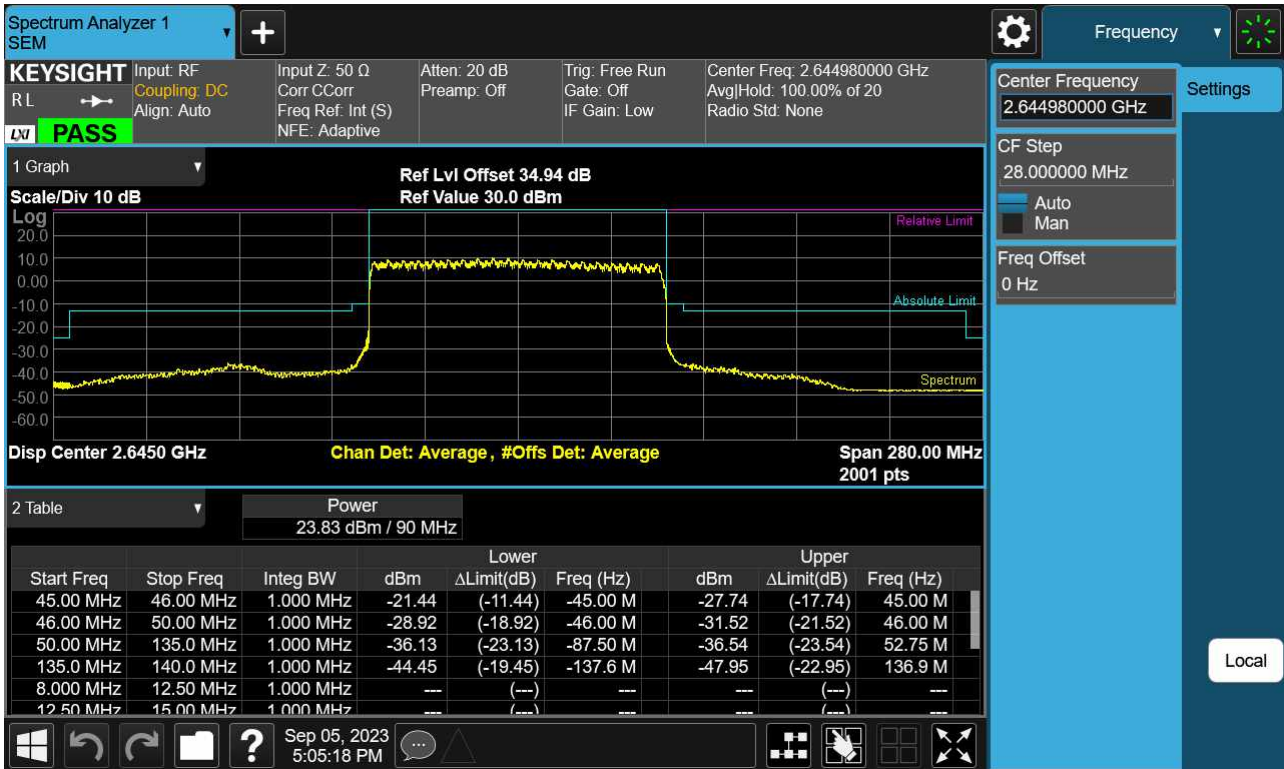 Spectrum Analyzer 1
SEM
Frequency
KEYSIGHT
R L
LXI
PASS
Input: RF
Coupling: DC
Align: Auto
Input Z: 50 Ω
Corr CCorr
Freq Ref: Int (S)
NFE: Adaptive
Atten: 20 dB
Preamp: Off
Trig: Free Run
Gate: Off
IF Gain: Low
Center Freq: 2.644980000 GHz
Avg|Hold: 100.00% of 20
Radio Std: None
Center Frequency
2.644980000 GHz
Settings
CF Step
28.000000 MHz
Auto
Man
Freq Offset
0 Hz
Local
1 Graph
Ref Lvl Offset 34.94 dB
Scale/Div 10 dB
Ref Value 30.0 dBm
Log
20.0
10.0
0.00
-10.0
-20.0
-30.0
-40.0
-50.0
-60.0
Relative Limit
Absolute Limit
Spectrum
Disp Center 2.6450 GHz
Chan Det: Average, #Offs Det: Average
Span 280.00 MHz
2001 pts
2 Table
Power
23.83 dBm / 90 MHz
Lower Upper
Start Freq Stop Freq Integ BW dBm ΔLimit(dB) Freq (Hz) dBm ΔLimit(dB) Freq (Hz)
45.00 MHz 46.00 MHz 1.000 MHz -21.44 (-11.44) -45.00 M -27.74 (-17.74) 45.00 M
46.00 MHz 50.00 MHz 1.000 MHz -28.92 (-18.92) -46.00 M -31.52 (-21.52) 46.00 M
50.00 MHz 135.0 MHz 1.000 MHz -36.13 (-23.13) -87.50 M -36.54 (-23.54) 52.75 M
135.0 MHz 140.0 MHz 1.000 MHz -44.45 (-19.45) -137.6 M -47.95 (-22.95) 136.9 M
8.000 MHz 12.50 MHz 1.000 MHz --- (---) --- --- (---) ---
12.50 MHz 15.00 MHz 1.000 MHz --- (---) --- --- (---) ---
?
Sep 05, 2023
5:05:18 PM